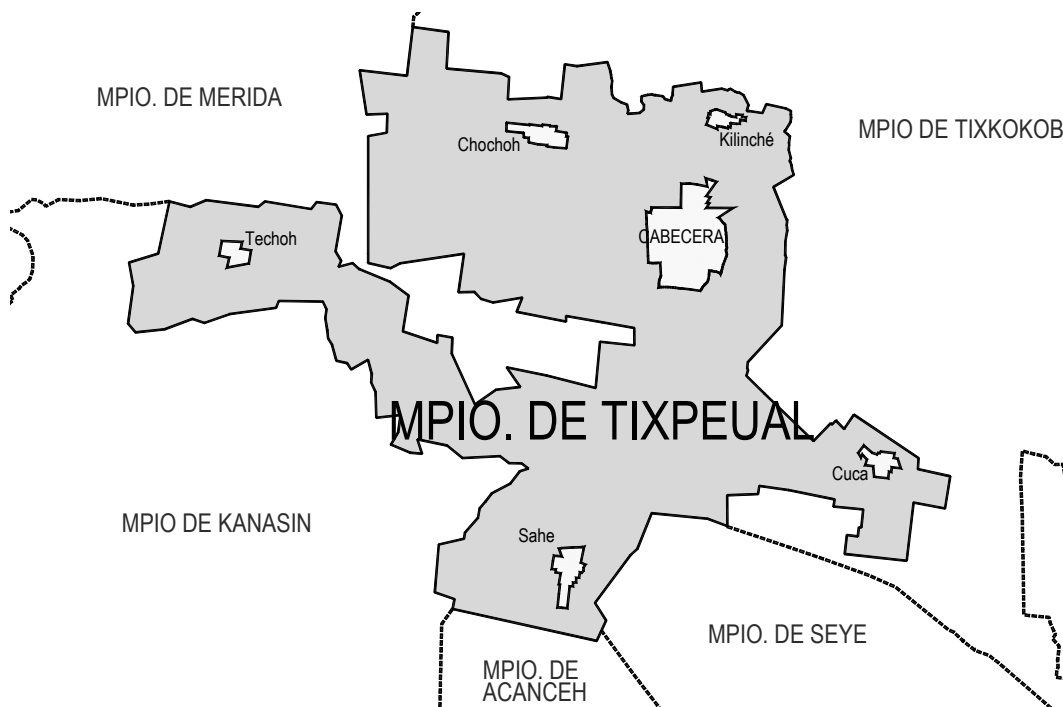 MPIO. DE MERIDA
MPIO DE TIXKOKOB
Chochoh
Kilinché
Techoh
CABECERA
MPIO. DE TIXPEUAL
Cuca
MPIO DE KANASIN
Sahe
MPIO. DE SEYE
MPIO. DE
ACANCEH